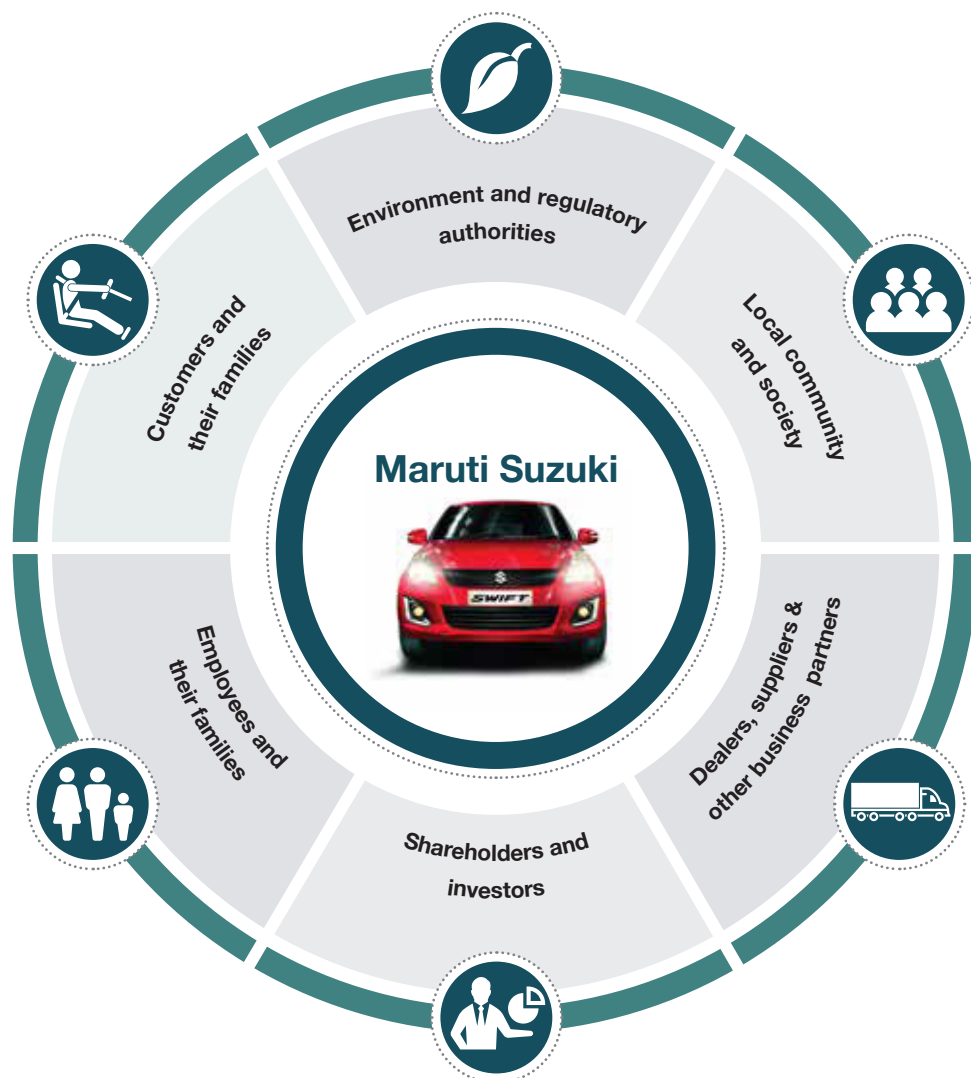 Environment and regulatory
authorities
Local community
and society
Dealers, suppliers &
other business partners
Shareholders and
investors
Employees and
their families
Customers and
their families
Maruti Suzuki
SWIFT